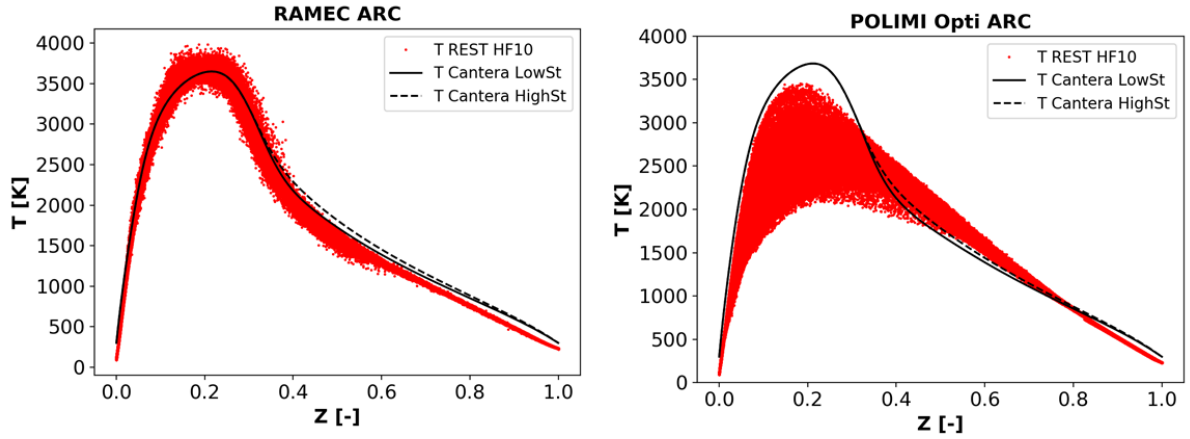 RAMEC ARC
T REST HF10
T Cantera LowSt
T Cantera HighSt
4000
3500
3000
2500
2000
1500
1000
500
0
T [K]
0.0 0.2 0.4 0.6 0.8 1.0
Z [-]
POLIMI Opti ARC
T REST HF10
T Cantera LowSt
T Cantera HighSt
4000
3500
3000
2500
2000
1500
1000
500
0
T [K]
0.0 0.2 0.4 0.6 0.8 1.0
Z [-]